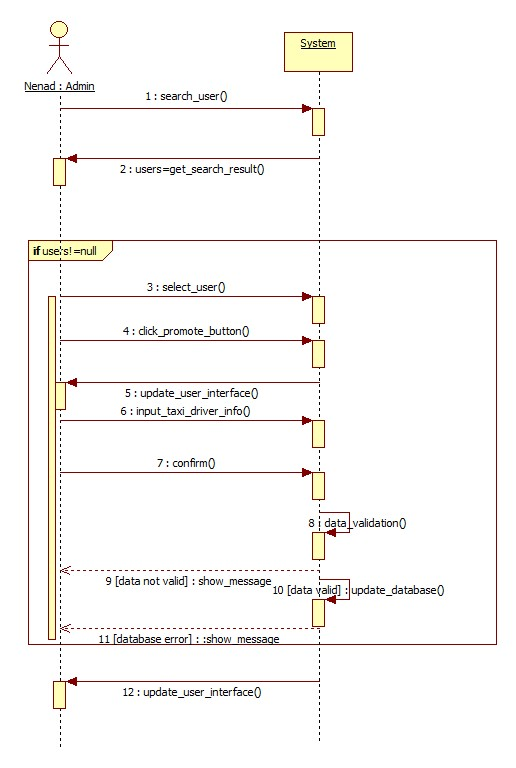 System
Nenad : Admin
1 : search_user()
2 : users=get_search_result()
if users!=null
3 : select_user()
4 : click_promote_button()
5 : update_user_interface()
6 : input_taxi_driver_info()
7 : confirm()
8 : data_validation()
9 [data not valid] : show_message
10 [data valid] : update_database()
11 [database error] : :show_message
12 : update_user_interface()